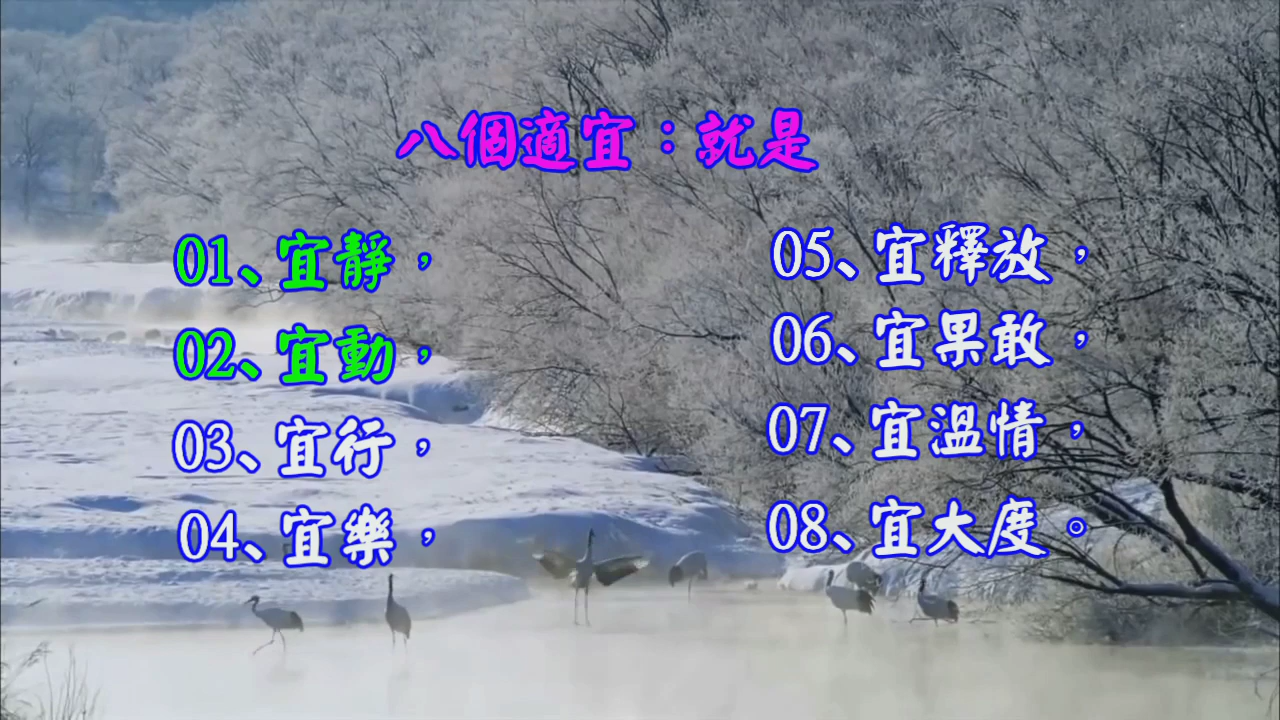 八個適宜：就是
01、宜靜，
02、宜動，
03、宜行，
04、宜樂，
05、宜釋放，
06、宜果敢，
07、宜溫情，
08、宜大度。